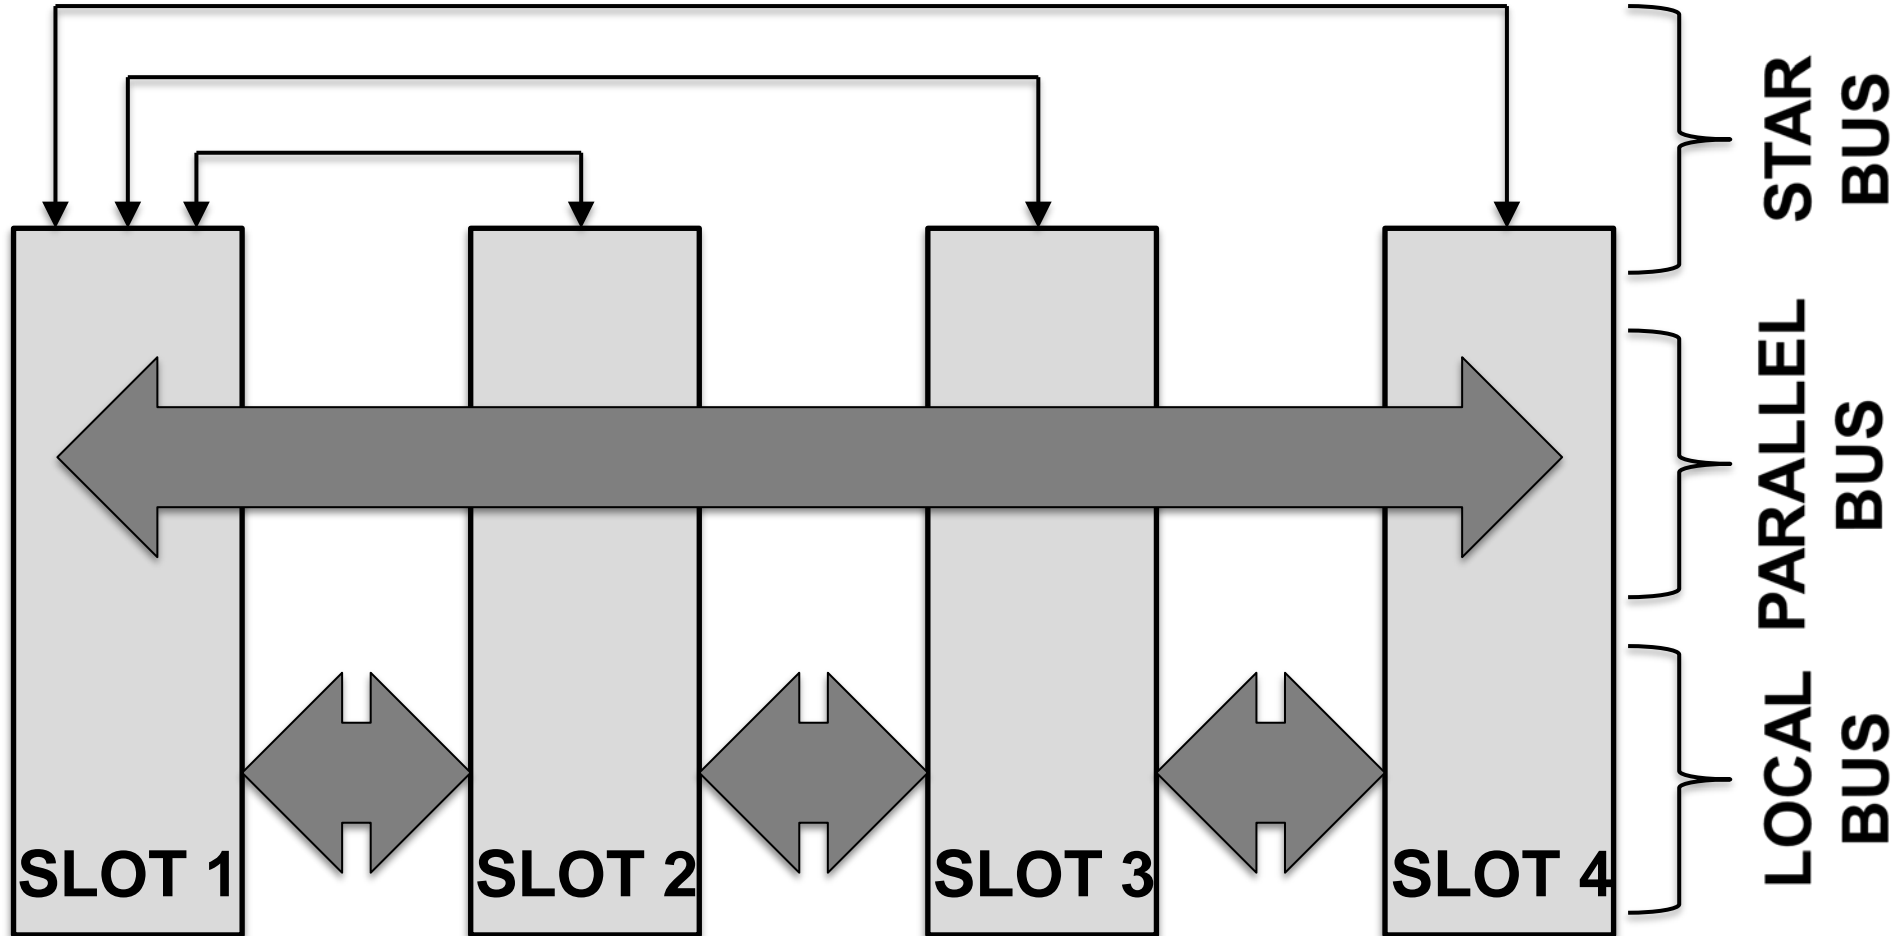 STAR
BUS
PARALLEL
BUS
LOCAL
BUS
SLOT 1
SLOT 2
SLOT 3
SLOT 4